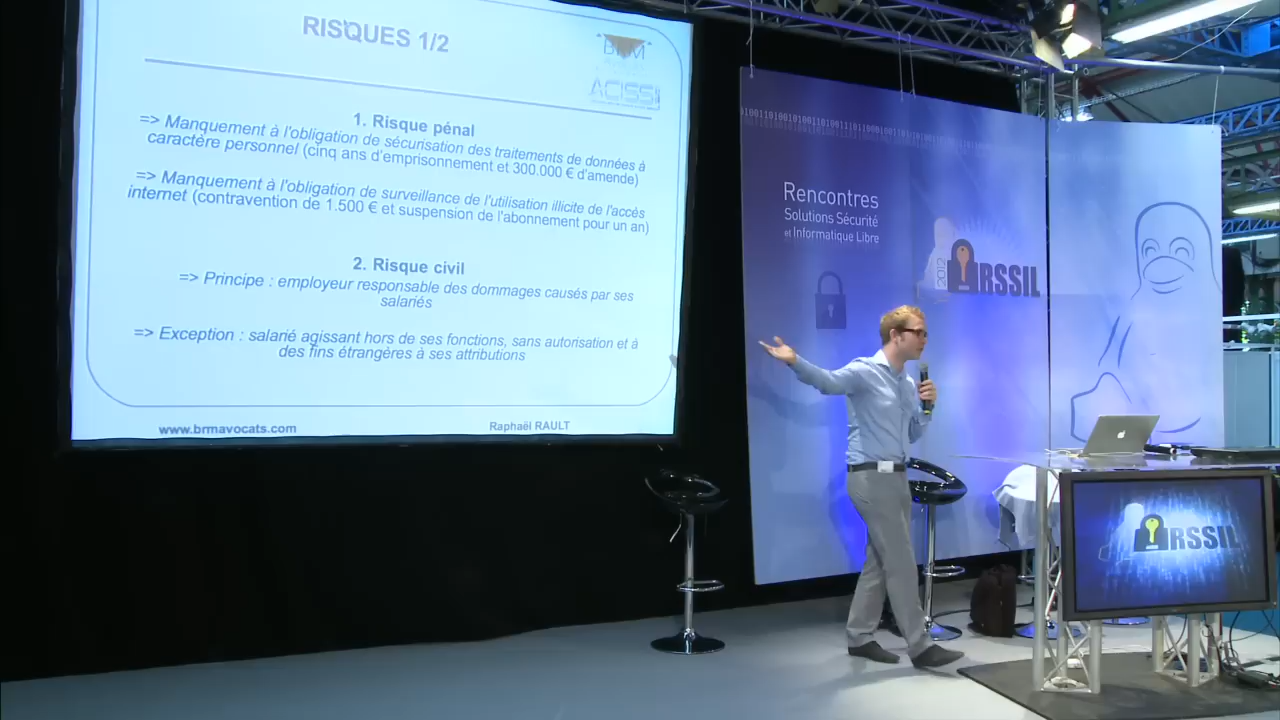 RISQUES 1/2
BRM
ACISSI
1. Risque pénal
=> Manquement à l'obligation de sécurisation des traitements de données à
caractère personnel (cinq ans d'emprisonnement et 300.000 € d'amende)
=> Manquement à l'obligation de surveillance de l'utilisation illicite de l'accès
internet (contravention de 1.500 € et suspension de l'abonnement pour un an)
2. Risque civil
=> Principe : employeur responsable des dommages causés par ses
salariés
=> Exception : salarié agissant hors de ses fonctions, sans autorisation et à
des fins étrangères à ses attributions
www.brmavocats.com
Raphaël RAULT
Rencontres
Solutions Sécurité
et Informatique Libre
2012
RSSIL
RSSIL